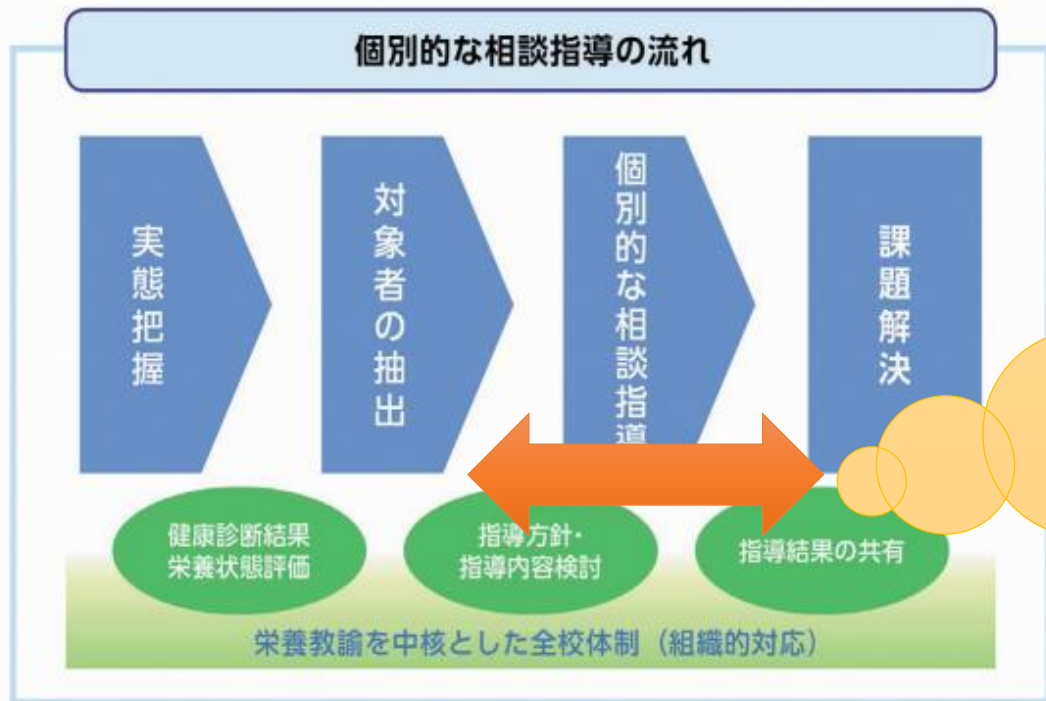 個別的な相談指導の流れ
実態把握
対象者の抽出
個別的な相談指導
課題解決
健康診断結果
栄養状態評価
指導方針・
指導内容検討
指導結果の共有
栄養教諭を中核とした全校体制（組織的対応）